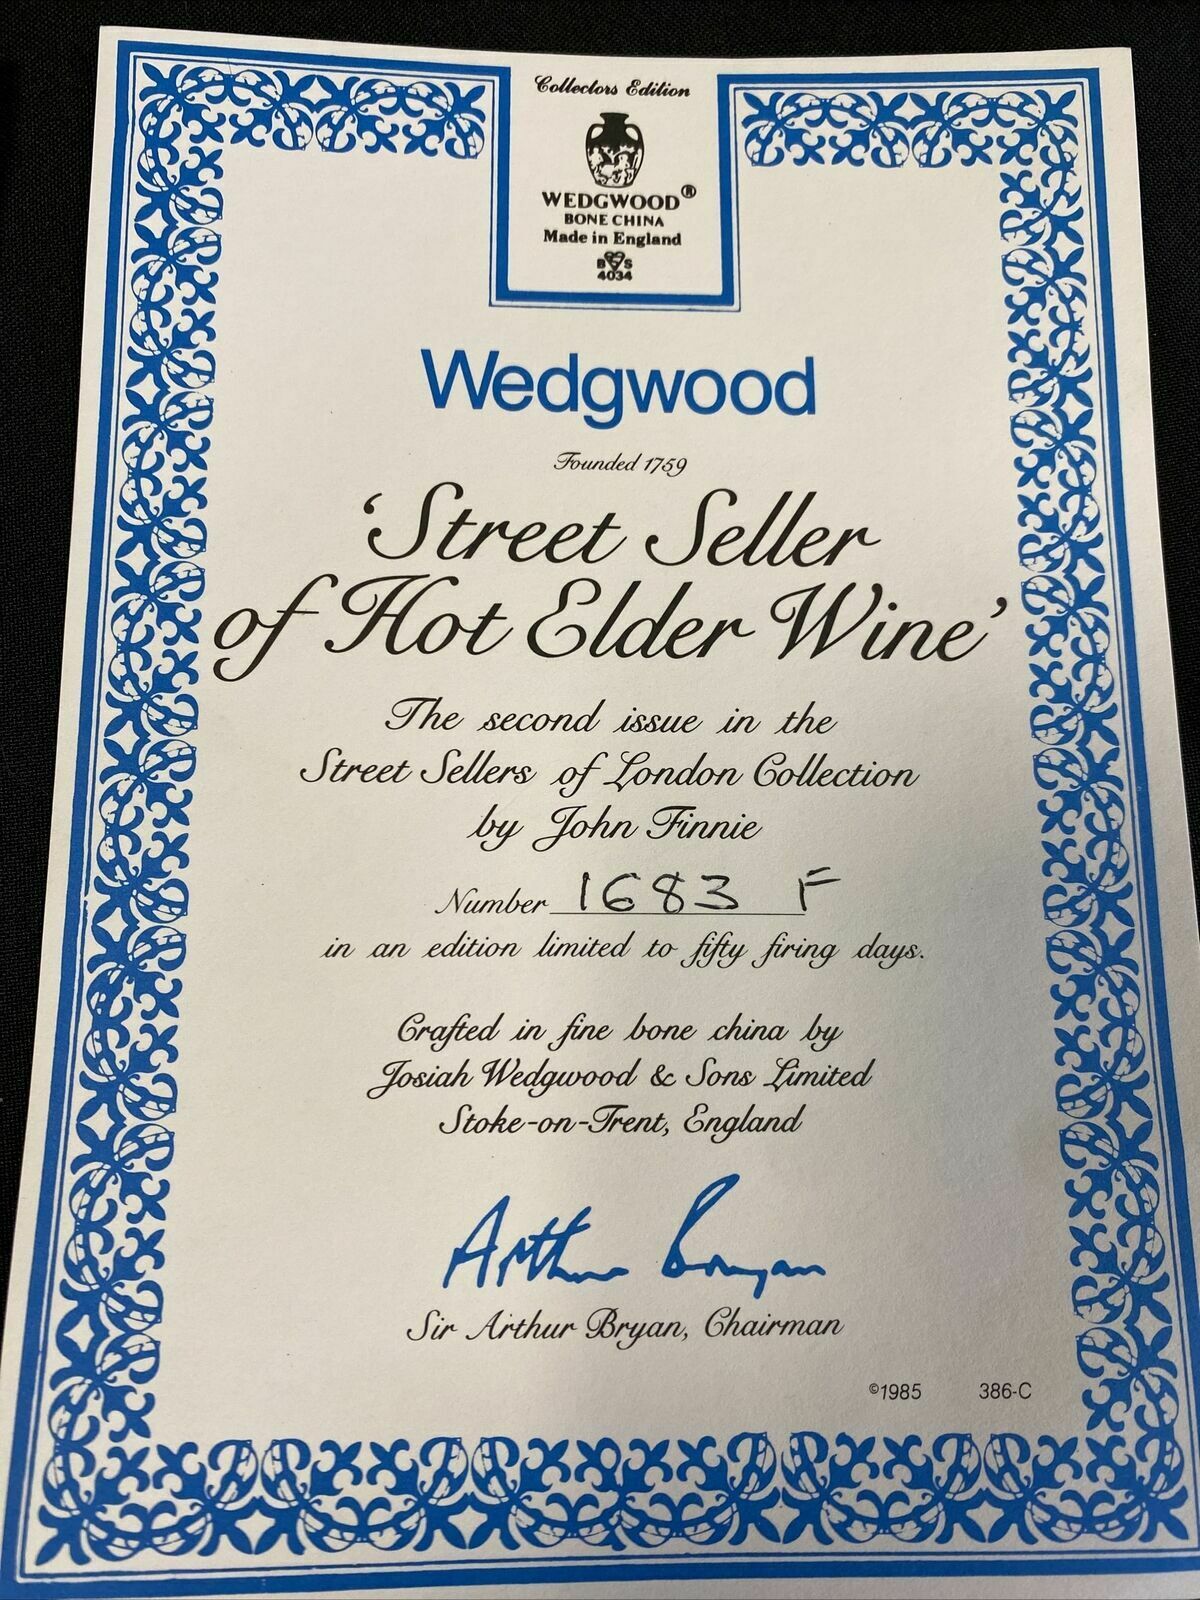 Collectors Edition
WEDGWOOD®
BONE CHINA
Made in England
B S
4034
Wedgwood
Founded 1759
‘Street Seller
of Hot Elder Wine’
The second issue in the
Street Sellers of London Collection
by John Finnie
Number 1683 F
in an edition limited to fifty firing days.
Crafted in fine bone china by
Josiah Wedgwood & Sons Limited
Stoke-on-Trent, England
Arthur Bryan
Sir Arthur Bryan, Chairman
©1985 386-C